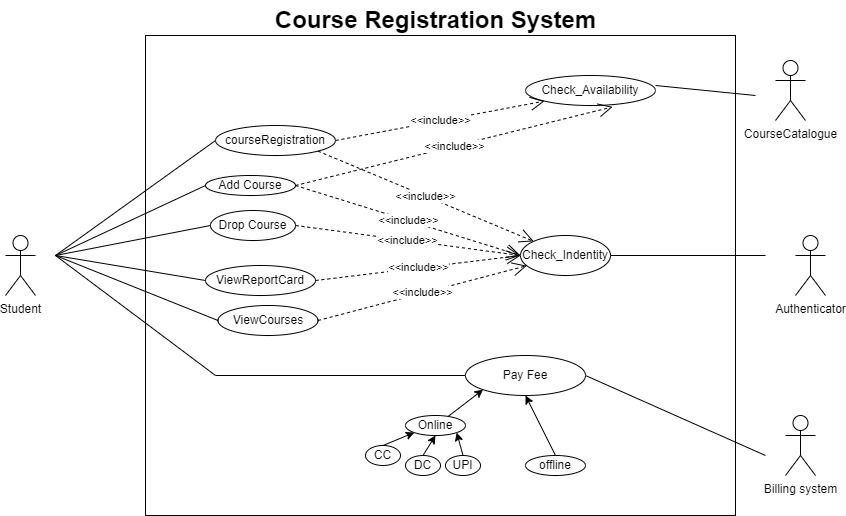 Course Registration System
Check_Availability
CourseCatalogue
<<include>>
courseRegistration
<<include>>
Add Course
<<include>>
<<include>>
Drop Course
<<include>>
Check_Indentity
Student
Authenticator
<<include>>
ViewReportCard
<<include>>
ViewCourses
Pay Fee
Online
CC
DC
UPI
offline
Billing system